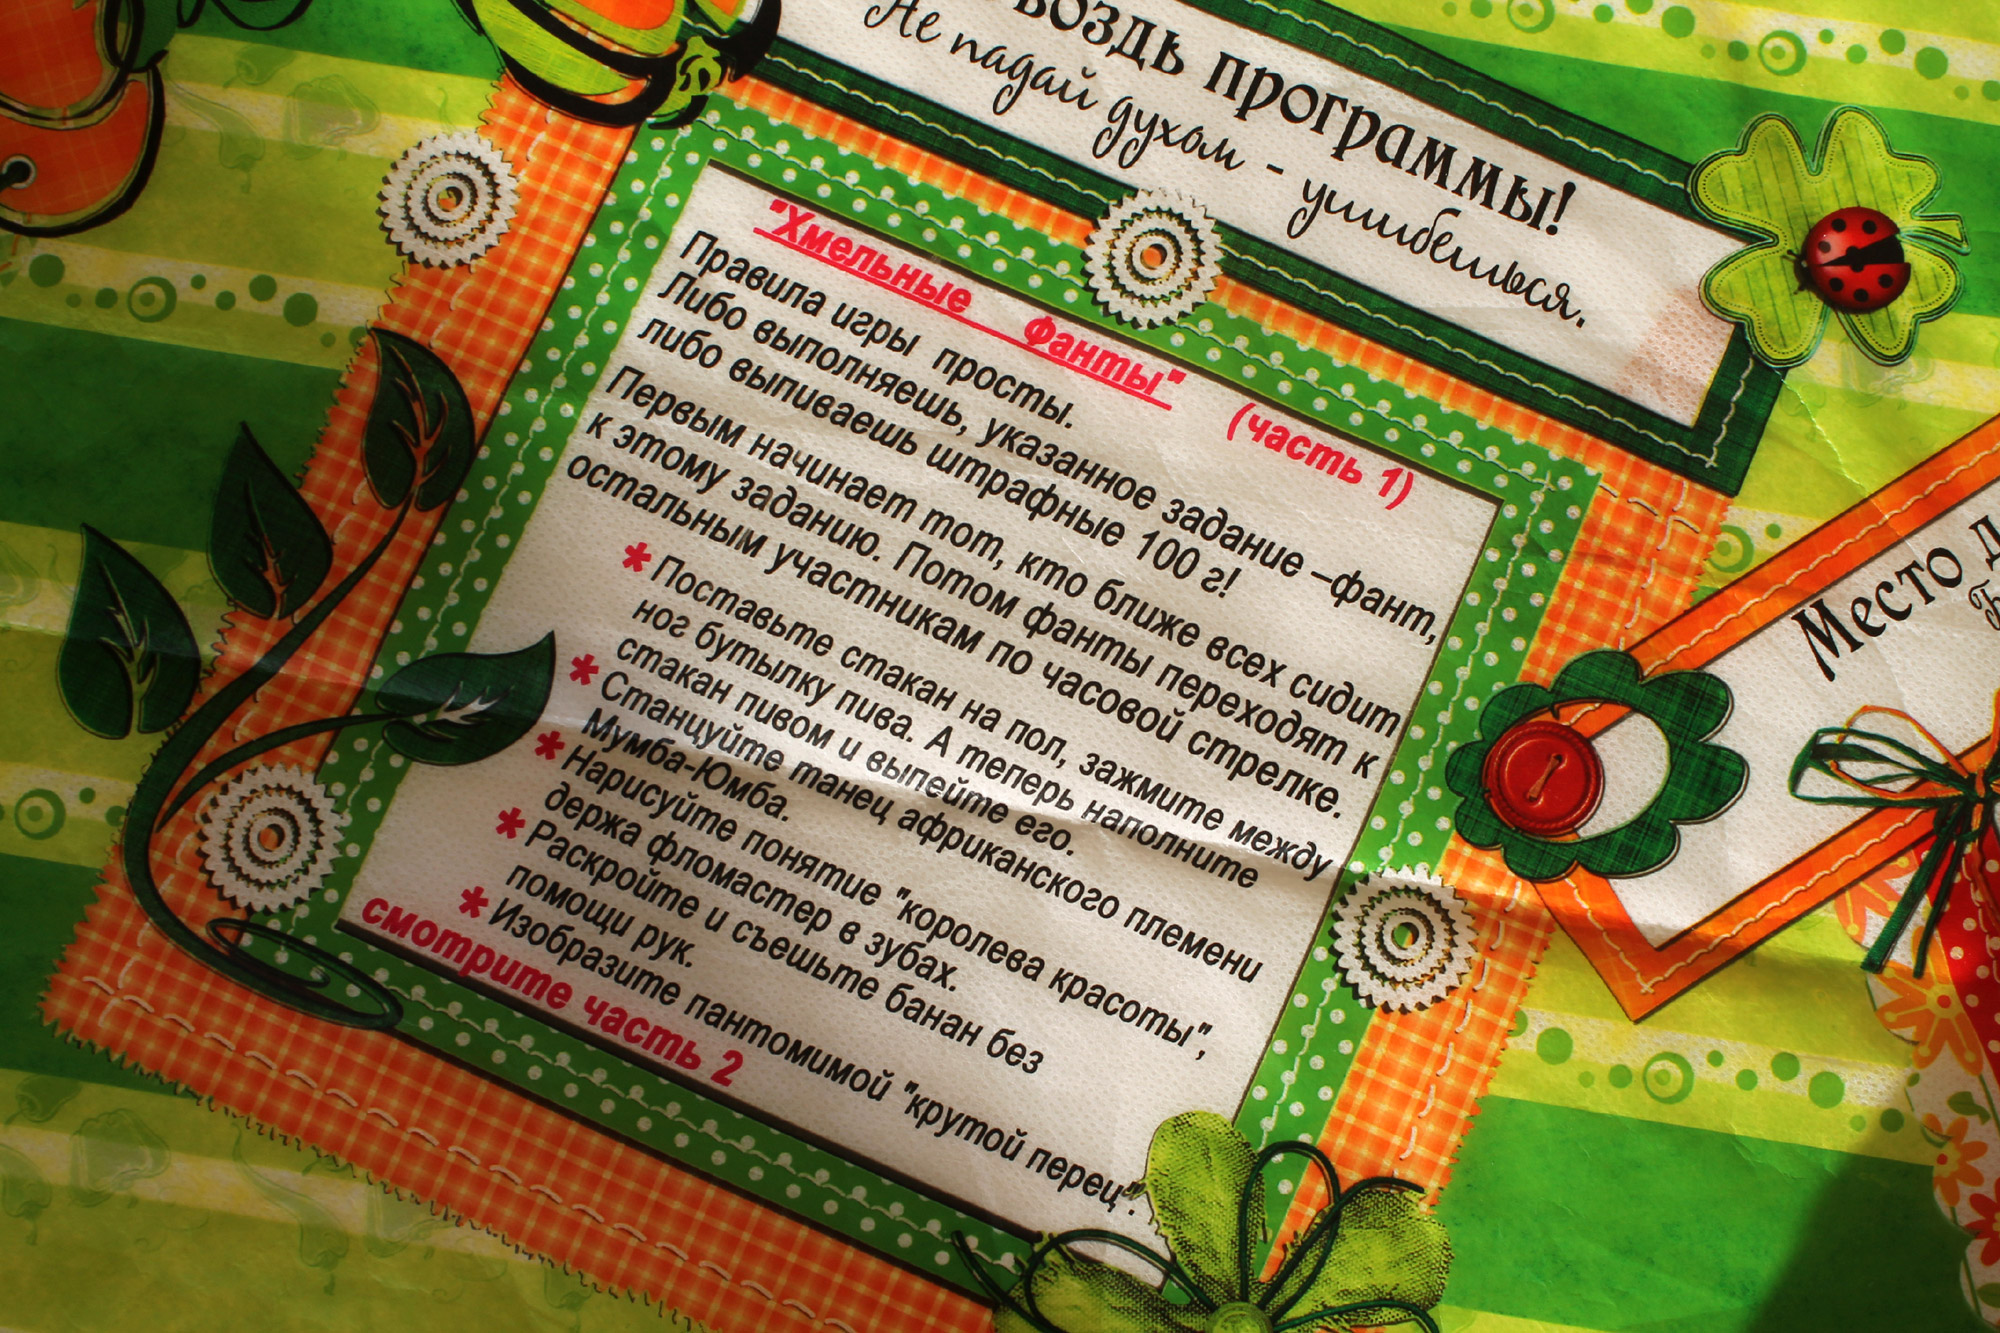 воздь программы!
Не падай духом - ушибешься.
"Хмельные фанты" (часть 1)
Правила игры просты.
Либо выполняешь, указанное задание –фант,
либо выпиваешь штрафные 100 г!
Первым начинает тот, кто ближе всех сидит
к этому заданию. Потом фанты переходят к
остальным участникам по часовой стрелке.
* Поставьте стакан на пол, зажмите между
ног бутылку пива. А теперь наполните
стакан пивом и выпейте его.
* Станцуйте танец африканского племени
Мумба-Юмба.
* Нарисуйте понятие "королева красоты",
держа фломастер в зубах.
* Раскройте и съешьте банан без
помощи рук.
* Изобразите пантомимой "крутой перец".
смотрите часть 2
Место д